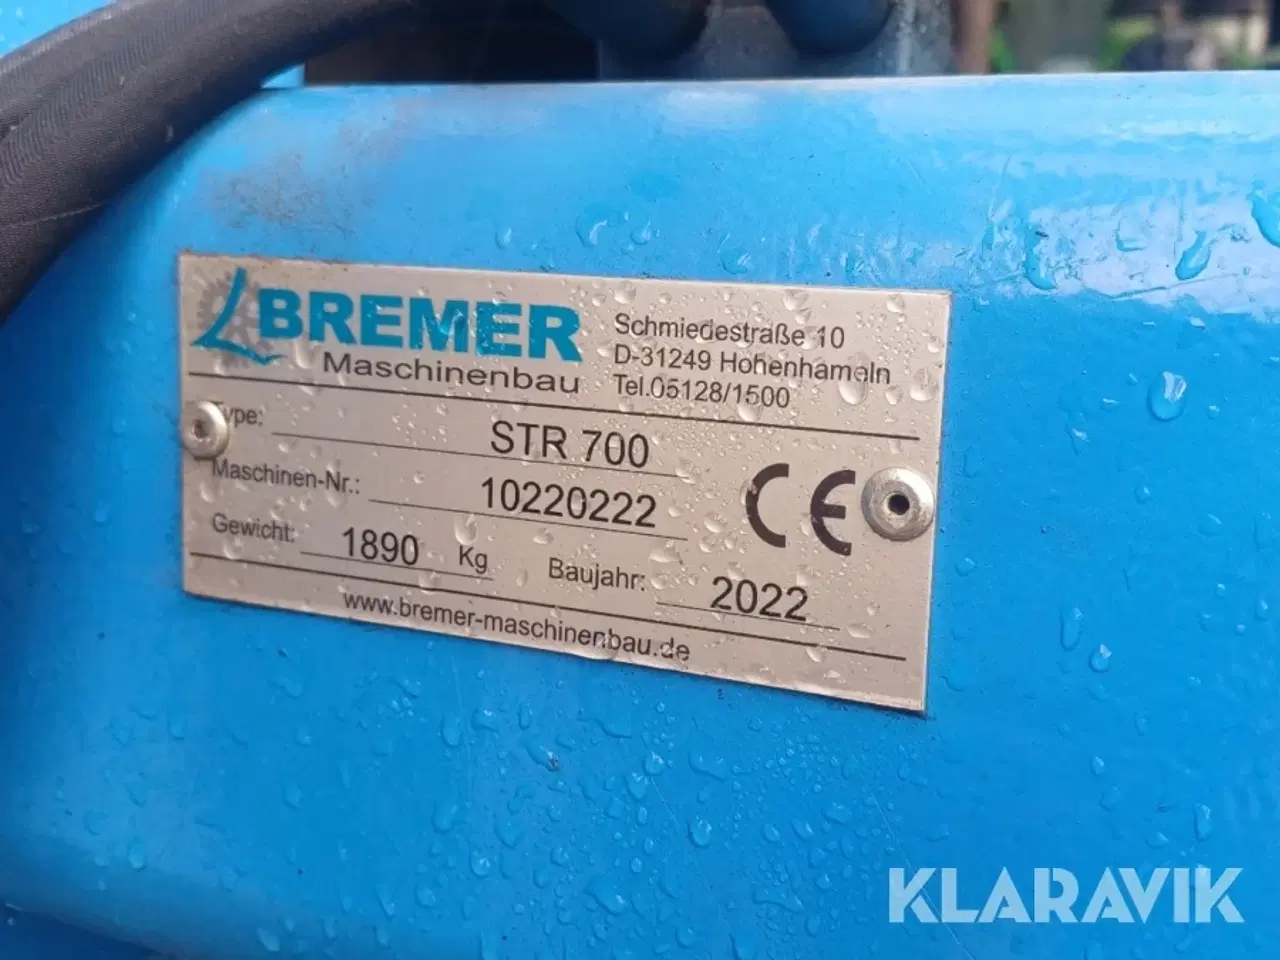 BREMER
Maschinenbau
Schmiedestraße 10
D-31249 Hohenhameln
Tel.05128/1500
Type: STR 700
Maschinen-Nr.: 10220222
Gewicht: 1890 Kg Baujahr: 2022
CE
www.bremer-maschinenbau.de
KLARAVIK